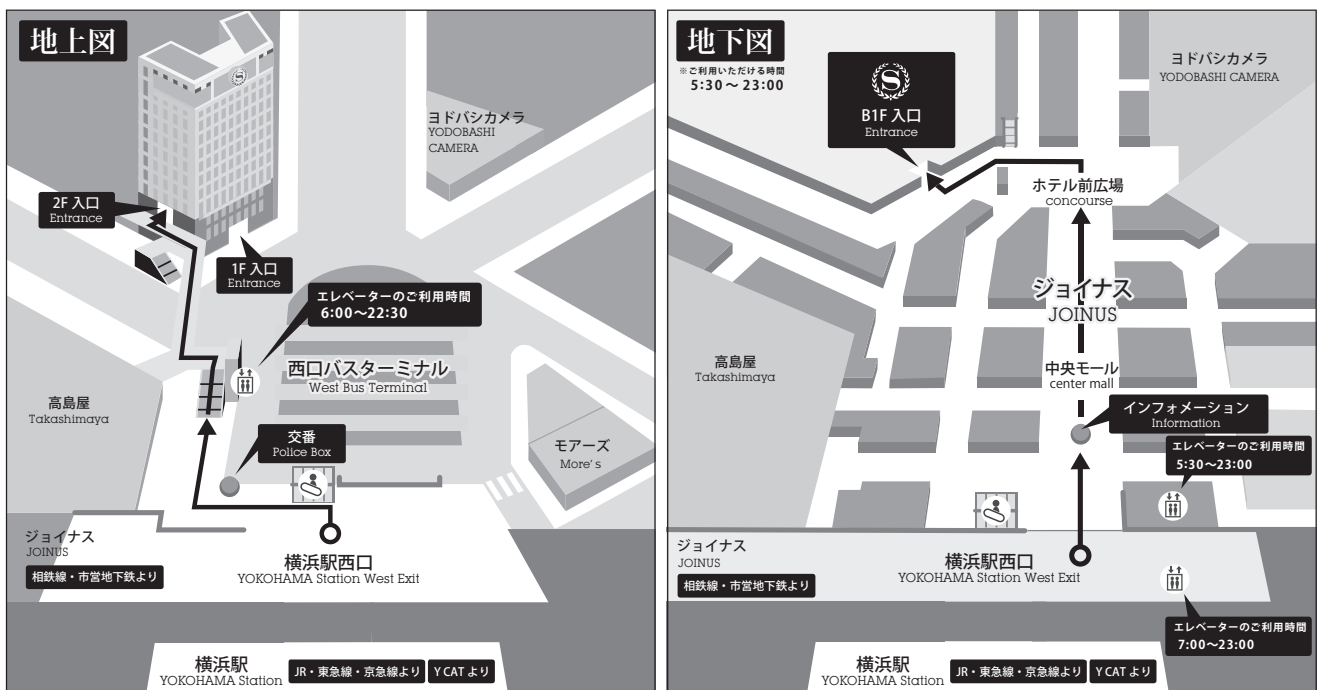 地上図
ヨドバシカメラ
YODOBASHI
CAMERA
2F 入口
Entrance
1F 入口
Entrance
エレベーターのご利用時間
6:00〜22:30
西口バスターミナル
West Bus Terminal
高島屋
Takashimaya
交番
Police Box
モアーズ
More's
ジョイナス
JOINUS
相鉄線・市営地下鉄より
横浜駅西口
YOKOHAMA Station West Exit
横浜駅
YOKOHAMA Station
JR・東急線・京急線より
YCATより
地下図
※ご利用いただける時間
5:30〜23:00
S
B1F 入口
Entrance
ヨドバシカメラ
YODOBASHI CAMERA
ホテル前広場
concourse
ジョイナス
JOINUS
高島屋
Takashimaya
中央モール
center mall
インフォメーション
Information
エレベーターのご利用時間
5:30〜23:00
ジョイナス
JOINUS
相鉄線・市営地下鉄より
横浜駅西口
YOKOHAMA Station West Exit
エレベーターのご利用時間
7:00〜23:00
横浜駅
YOKOHAMA Station
JR・東急線・京急線より
YCATより